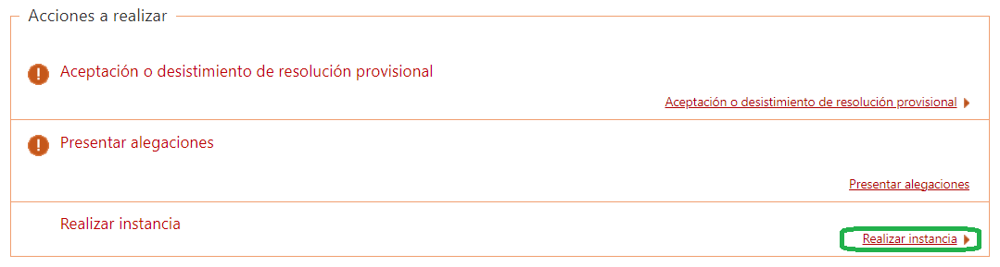 Acciones a realizar
! Aceptación o desistimiento de resolución provisional
Aceptación o desistimiento de resolución provisional
! Presentar alegaciones
Presentar alegaciones
Realizar instancia
Realizar instancia